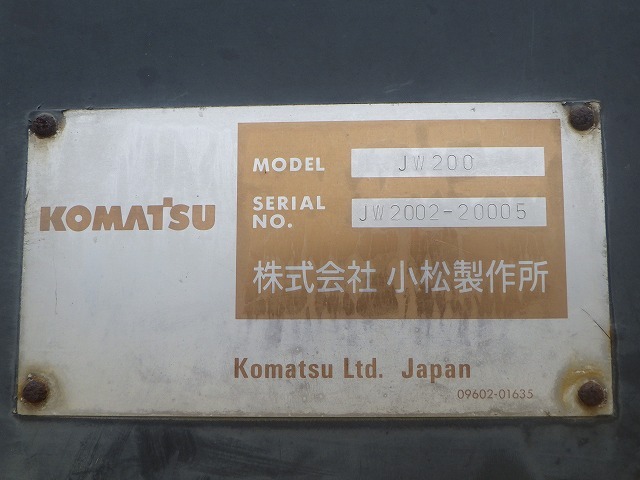 KOMATSU
MODEL JW200
SERIAL NO. JW2002-20005
株式会社 小松製作所
Komatsu Ltd. Japan
09602-01635